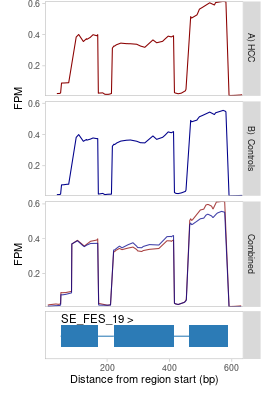 0.6
0.4
0.2
FPM
A) HCC
0.6
0.4
0.2
B) Controls
0.6
0.4
0.2
FPM
Combined
SE_FES_19 >
200
400
600
Distance from region start (bp)